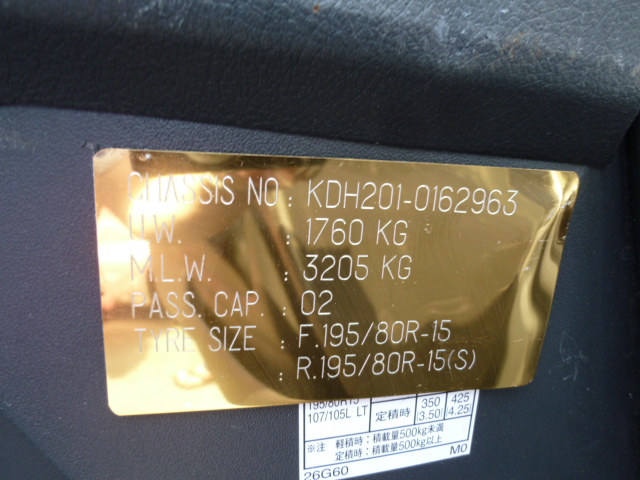 CHASSIS NO : KDH201-0162963
U.W. : 1760 KG
M.L.W. : 3205 KG
PASS. CAP. : 02
TYRE SIZE : F.195/80R-15
R.195/80R-15(S)
195/80R15
107/105L LT 定積時 350 425
3.50 4.25
※注 軽積時：積載量500kg未満
定積時：積載量500kg以上
26G60 M0